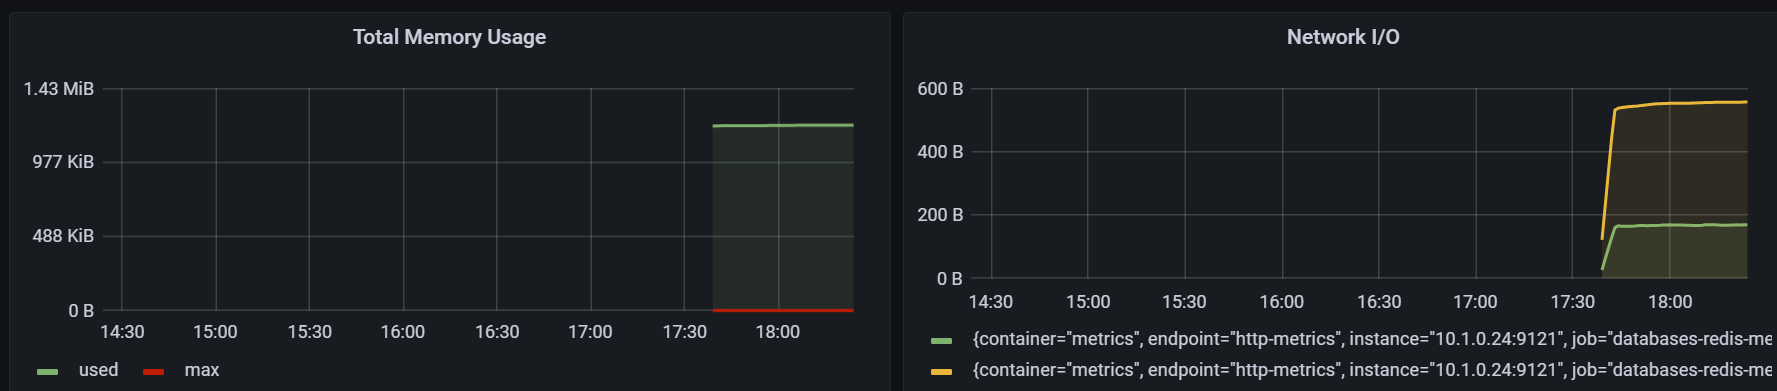 Total Memory Usage
1.43 MiB
977 KiB
488 KiB
0 B
14:30 15:00 15:30 16:00 16:30 17:00 17:30 18:00
used max
Network I/O
600 B
400 B
200 B
0 B
14:30 15:00 15:30 16:00 16:30 17:00 17:30 18:00
{container="metrics", endpoint="http-metrics", instance="10.1.0.24:9121", job="databases-redis-me
{container="metrics", endpoint="http-metrics", instance="10.1.0.24:9121", job="databases-redis-me